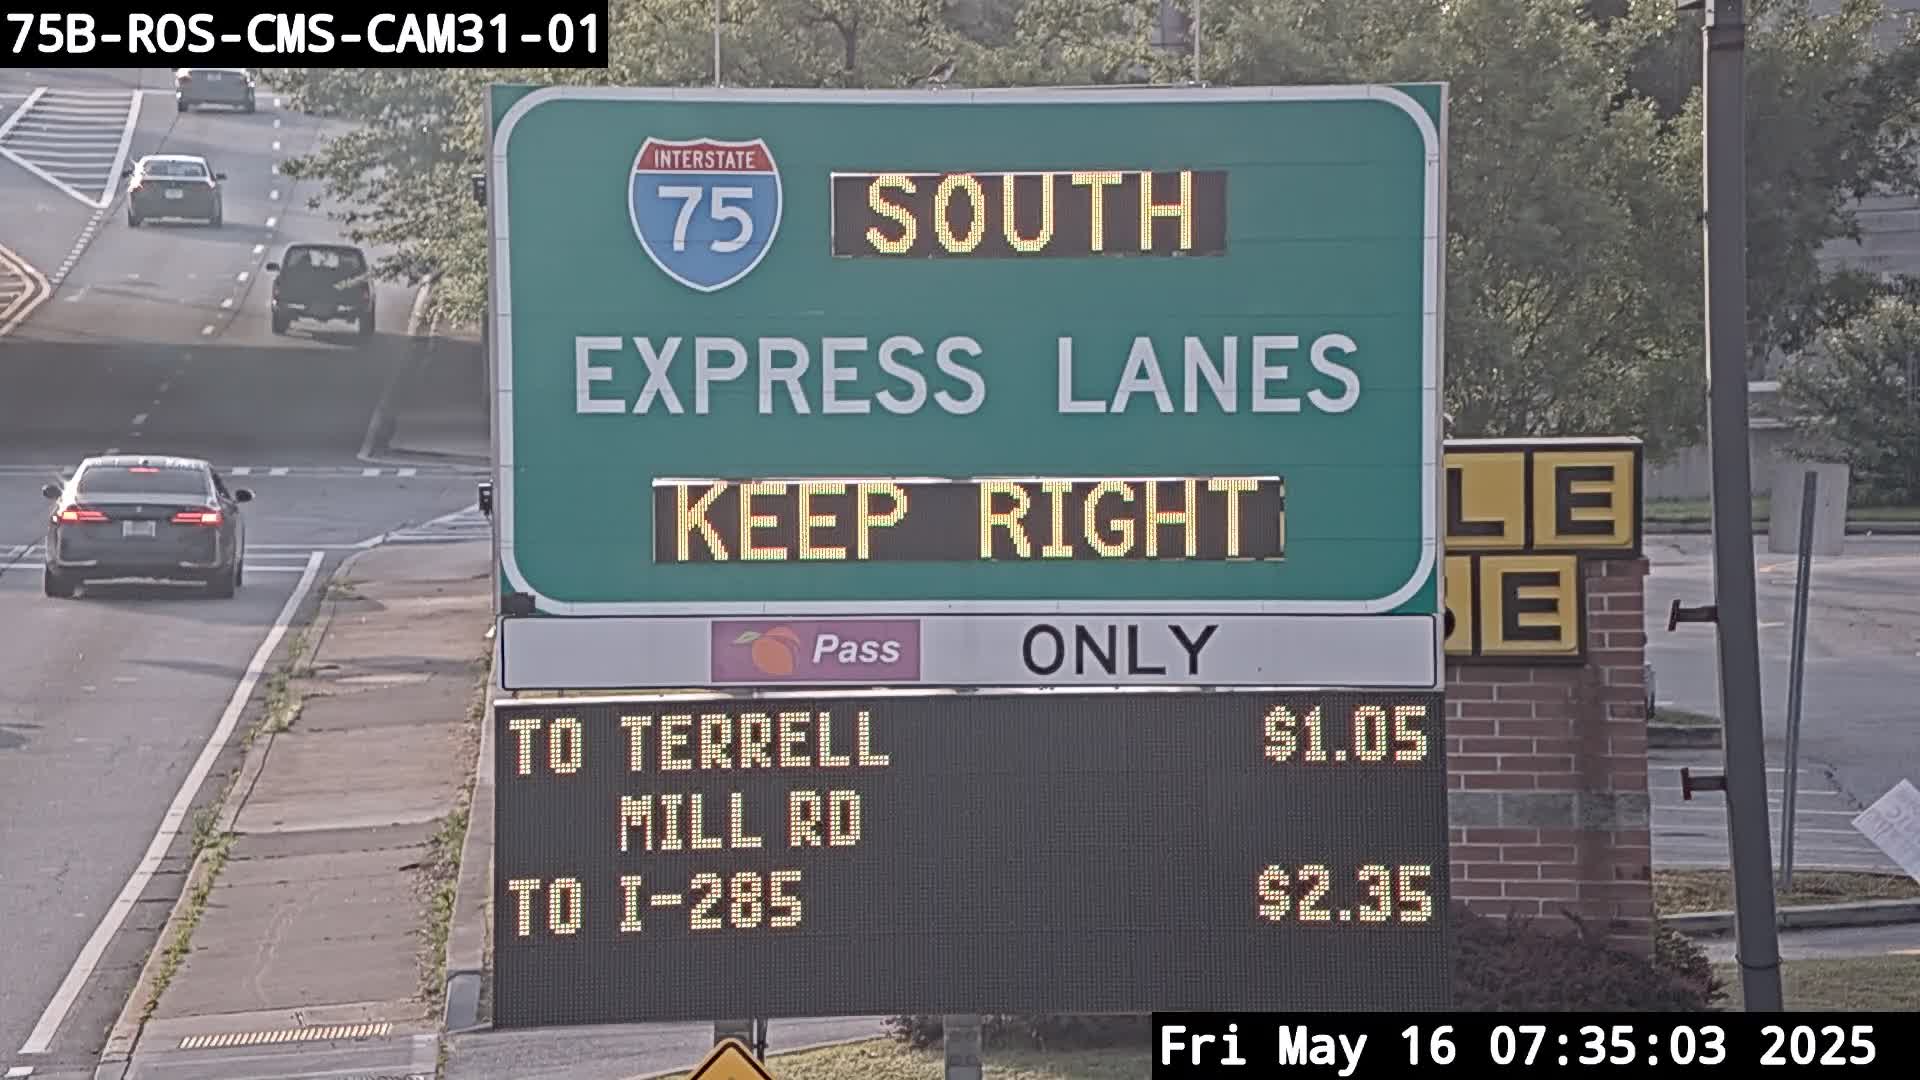 75B-ROS-CMS-CAM31-01
INTERSTATE
75
SOUTH
EXPRESS LANES
KEEP RIGHT
Pass ONLY
TO TERRELL $1.05
MILL RD
TO I-285 $2.35
LE
E
Fri May 16 07:35:03 2025